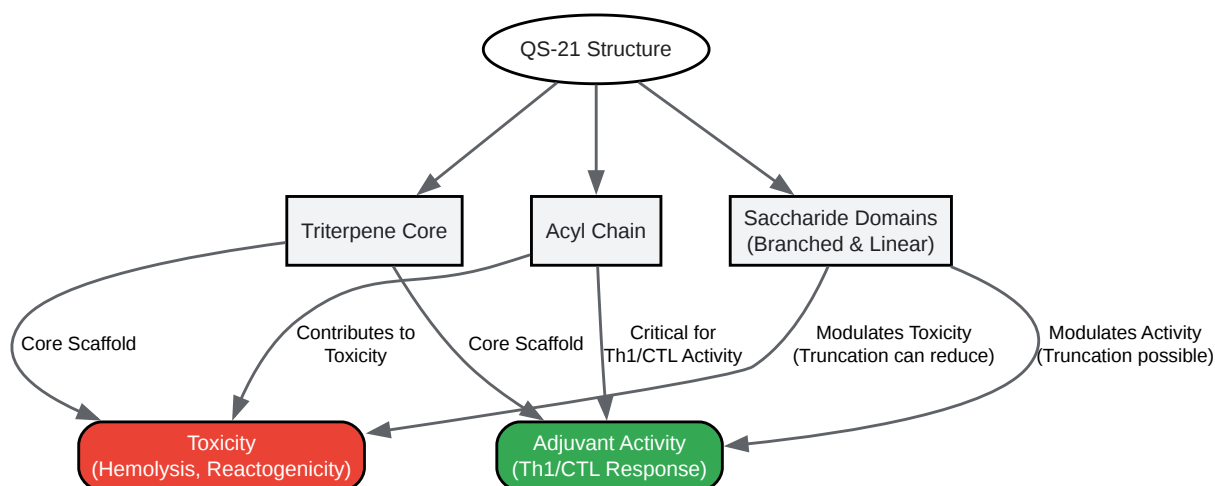 QS-21 Structure
Triterpene Core
Acyl Chain
Saccharide Domains
(Branched & Linear)
Core Scaffold
Contributes to
Toxicity
Core Scaffold
Critical for
Th1/CTL Activity
Modulates Toxicity
(Truncation can reduce)
Modulates Activity
(Truncation possible)
Toxicity
(Hemolysis, Reactogenicity)
Adjuvant Activity
(Th1/CTL Response)